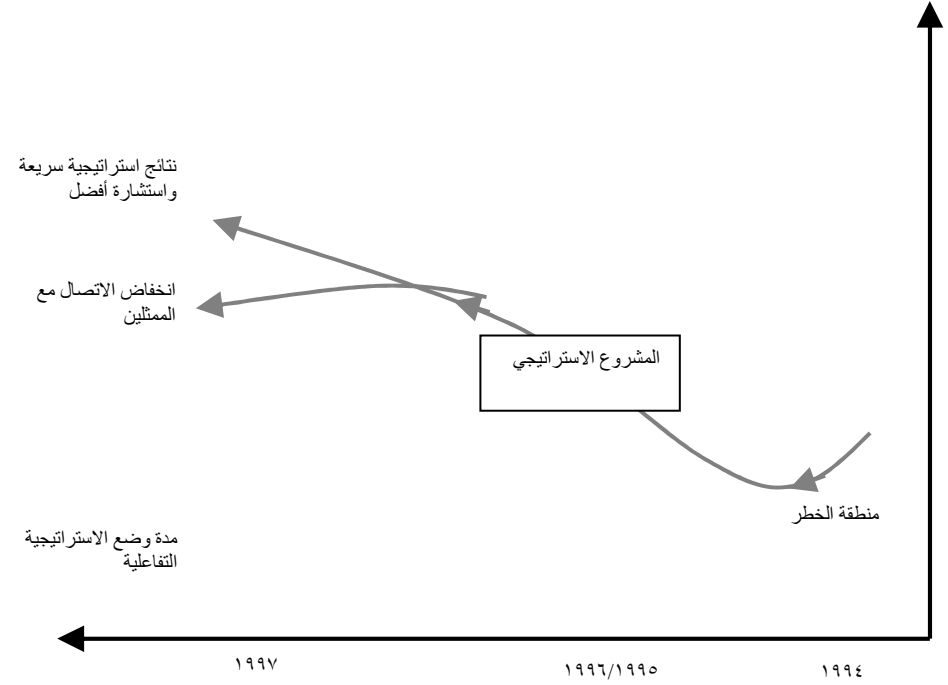 نتائج استراتيجية سريعة
واستشارة أفضل
انخفاض الاتصال مع
الممثلين
المشروع الاستراتيجي
منطقة الخطر
مدة وضع الاستراتيجية
التفاعلية
١٩٩٤
١٩٩٦/١٩٩٥
١٩٩٧